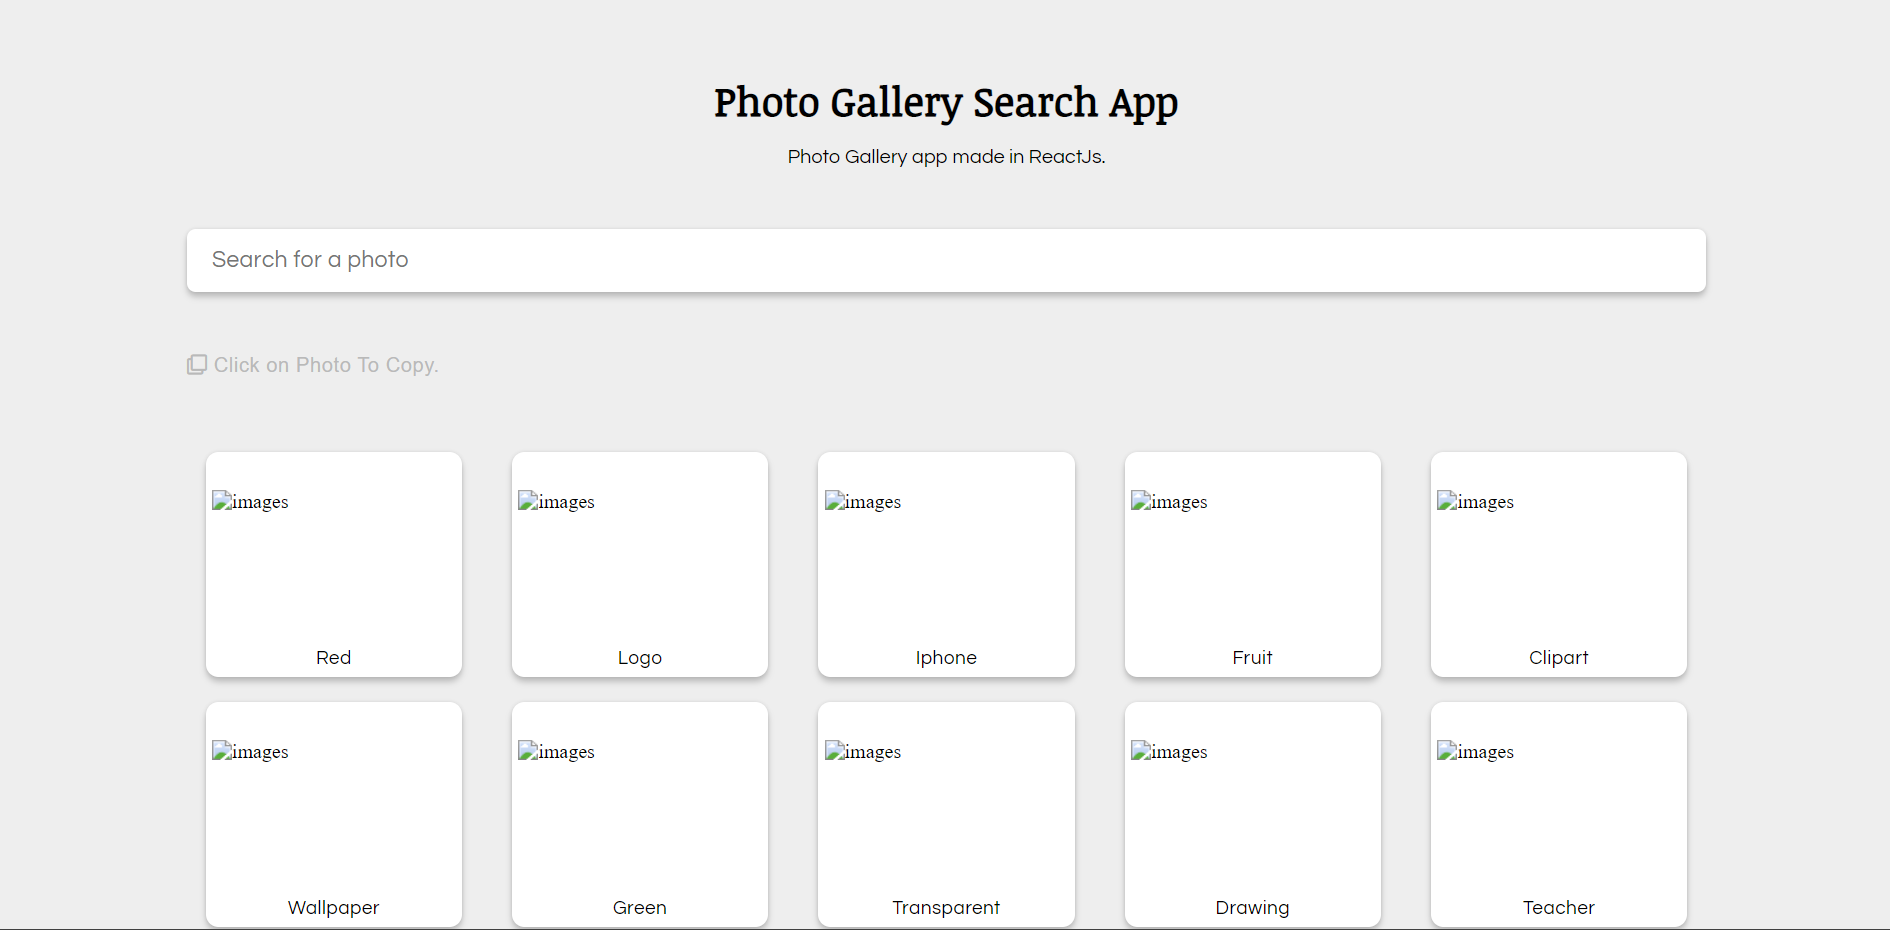 Photo Gallery Search App
Photo Gallery app made in ReactJs.
Search for a photo
Click on Photo To Copy.
images images images images images
Red Logo Iphone Fruit Clipart
images images images images images
Wallpaper Green Transparent Drawing Teacher